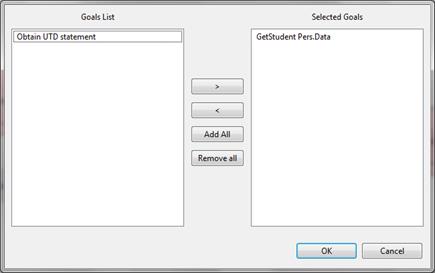 Goals List
Selected Goals
Obtain UTD statement
GetStudent Pers.Data
>
<
Add All
Remove all
OK
Cancel